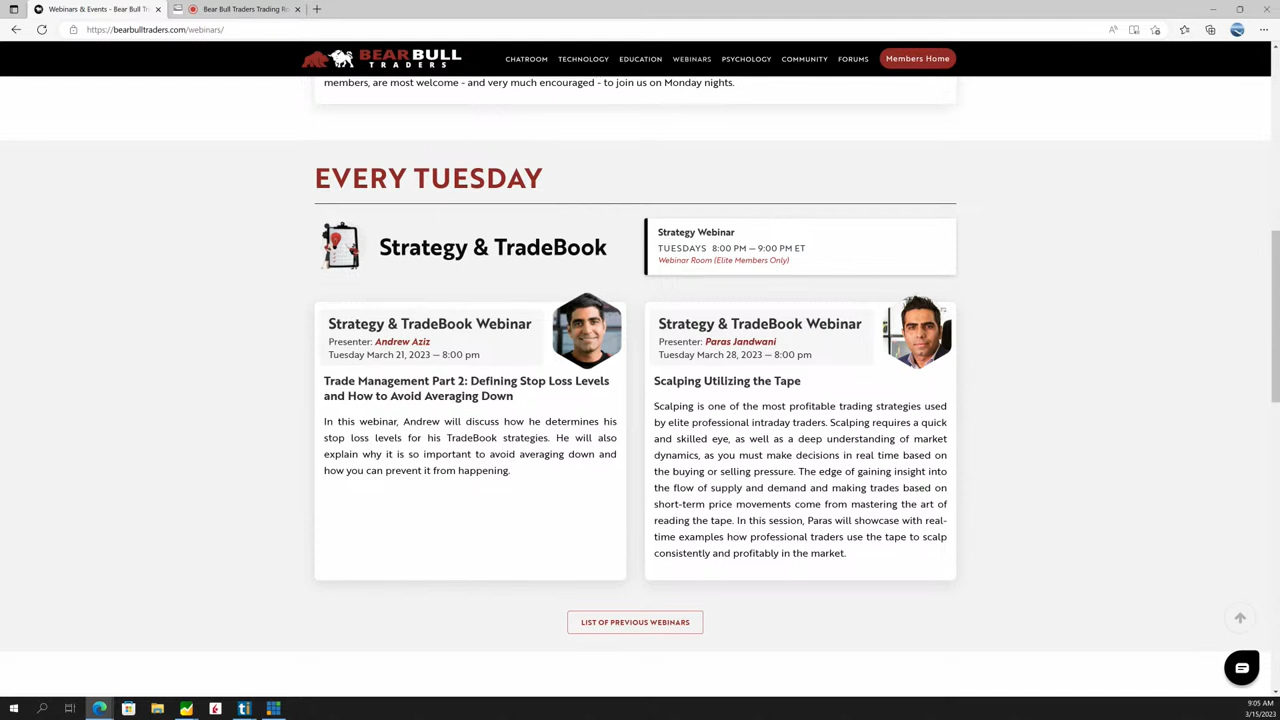 Webinars & Events - Bear Bull Tr
Bear Bull Traders Trading Ro
https://bearbulltraders.com/webinars/
BEAR BULL
TRADERS
CHATROOM TECHNOLOGY EDUCATION WEBINARS PSYCHOLOGY COMMUNITY FORUMS Members Home
members, are most welcome - and very much encouraged - to join us on Monday nights.
EVERY TUESDAY
Strategy & TradeBook
Strategy Webinar
TUESDAYS 8:00 PM — 9:00 PM ET
Webinar Room (Elite Members Only)
Strategy & TradeBook Webinar
Presenter: Andrew Aziz
Tuesday March 21, 2023 — 8:00 pm
Trade Management Part 2: Defining Stop Loss Levels
and How to Avoid Averaging Down
In this webinar, Andrew will discuss how he determines his
stop loss levels for his TradeBook strategies. He will also
explain why it is so important to avoid averaging down and
how you can prevent it from happening.
Strategy & TradeBook Webinar
Presenter: Paras Jandwani
Tuesday March 28, 2023 — 8:00 pm
Scalping Utilizing the Tape
Scalping is one of the most profitable trading strategies used
by elite professional intraday traders. Scalping requires a quick
and skilled eye, as well as a deep understanding of market
dynamics, as you must make decisions in real time based on
the buying or selling pressure. The edge of gaining insight into
the flow of supply and demand and making trades based on
short-term price movements come from mastering the art of
reading the tape. In this session, Paras will showcase with real-
time examples how professional traders use the tape to scalp
consistently and profitably in the market.
LIST OF PREVIOUS WEBINARS
9:05 AM
3/15/2023